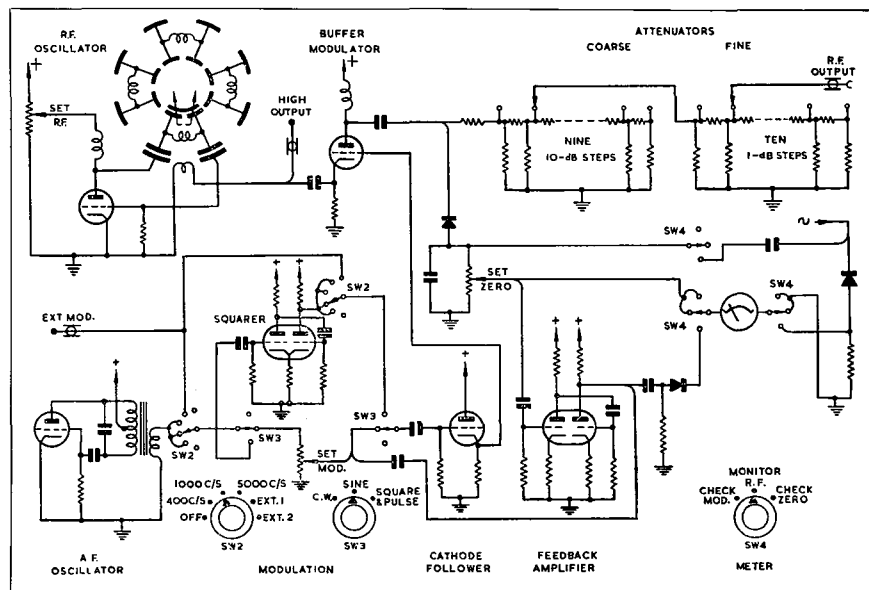 R.F.
OSCILLATOR
+
SET
R.F.
HIGH
OUTPUT
BUFFER
MODULATOR
+
ATTENUATORS
COARSE
FINE
R.F.
OUTPUT
NINE
10-dB STEPS
TEN
1-dB STEPS
SW4
SET
ZERO
SW4
SW4
EXT MOD.
SQUARER
+ +
SW2
+
+ +
+
SW2
SW3
SET
MOD.
SW3
OFF
400C/S
1000C/S
5000C/S
EXT. 1
EXT. 2
SW2
C.W.
SINE
SQUARE
& PULSE
SW3
CHECK
MOD.
MONITOR
R.F.
CHECK
ZERO
SW4
A.F.
OSCILLATOR
MODULATION
CATHODE
FOLLOWER
FEEDBACK
AMPLIFIER
METER